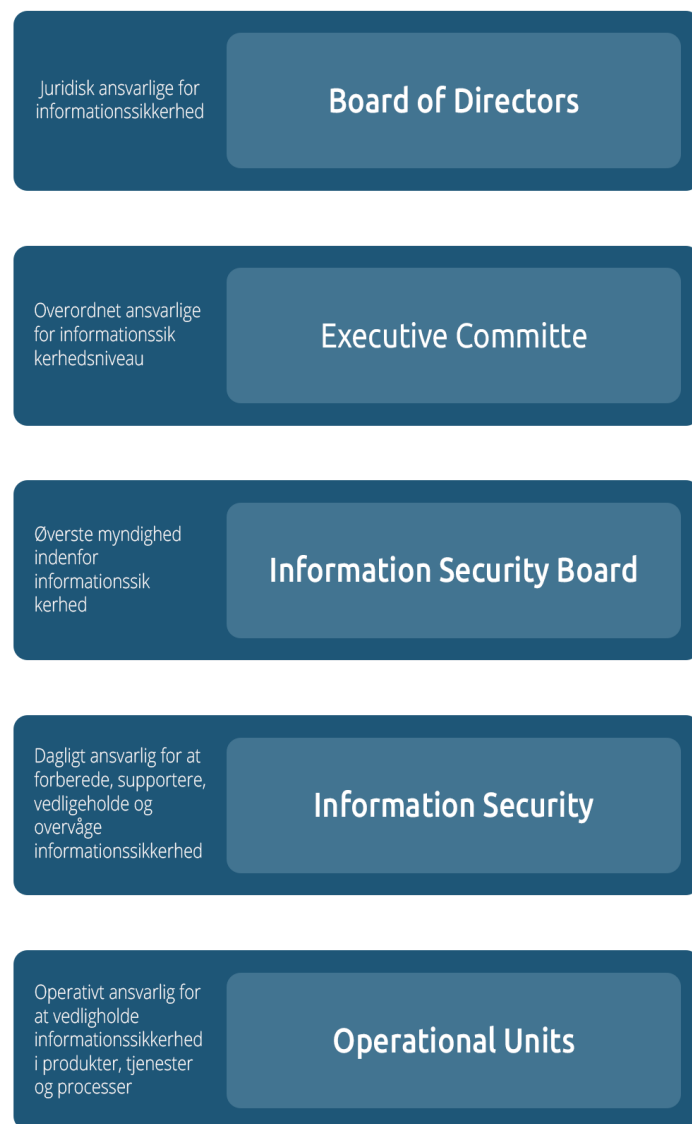 Juridisk ansvarlige for
informationssikkerhed
Board of Directors
Overordnet ansvarlige
for informationssik
kerhedsniveau
Executive Committe
Øverste myndighed
indenfor
informationssik
kerhed
Information Security Board
Dagligt ansvarlig for at
forberede, supportere,
vedligeholde og
overvåge
informationssikkerhed
Information Security
Operativt ansvarlig for
at vedligholde
informationssikkerhed
i produkter, tjenester
og processer
Operational Units